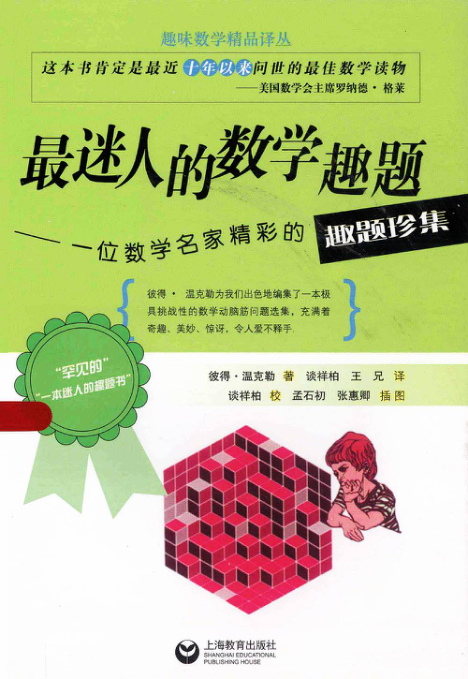 趣味数学精品译丛
这本书肯定是最近十年以来问世的最佳数学读物
——美国数学会主席罗纳德·格莱
最迷人的数学趣题
——一位数学名家精彩的趣题珍集
彼得·温克勒为我们出色地编集了一本极
具挑战性的数学动脑筋问题选集，充满着
奇趣、美妙、惊讶，令人爱不释手.
“罕见的”
“一本迷人的趣题书”
彼得·温克勒 著 谈祥柏 王 兄 译
谈祥柏 校 孟石初 张惠卿 插图
上海教育出版社
SHANGHAI EDUCATIONAL
PUBLISHING HOUSE